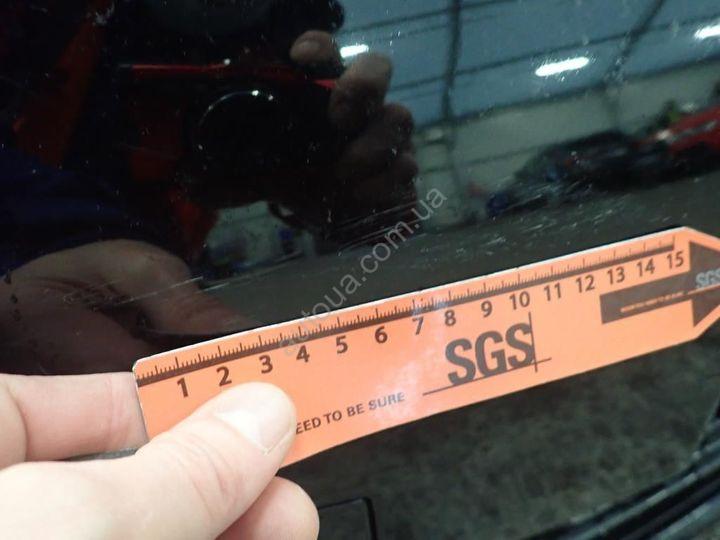 1 2 3 4 5 6 7 8 9 10 11 12 13 14 15
SGS
EED TO BE SURE
SGS
autoua.com.ua